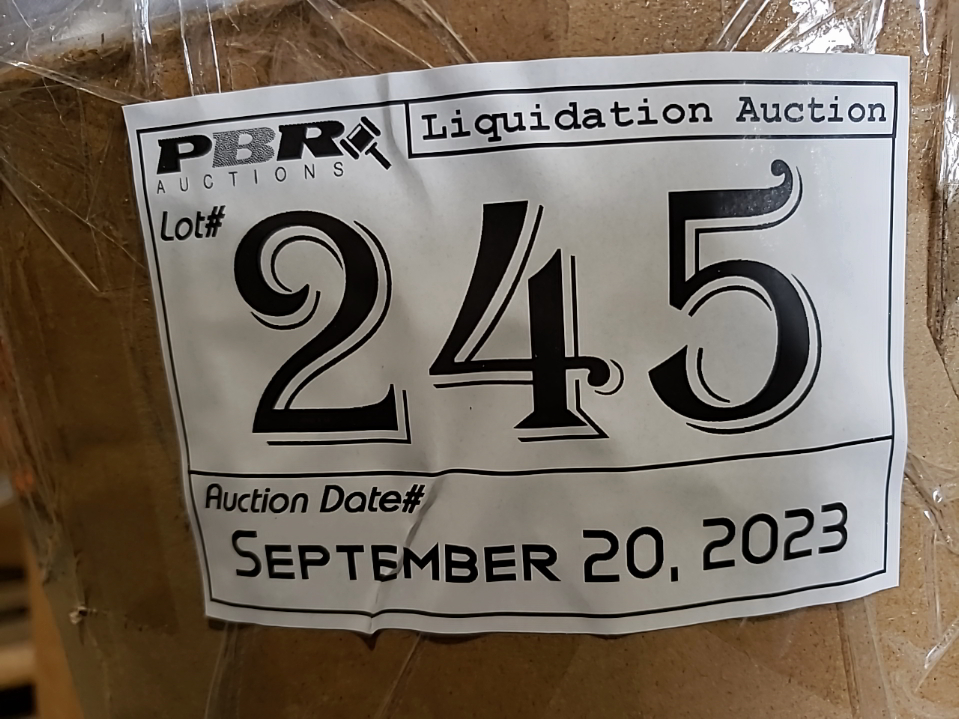 PBR
AUCTIONS
Liquidation Auction
Lot#
245
Auction Date#
SEPTEMBER 20, 2023